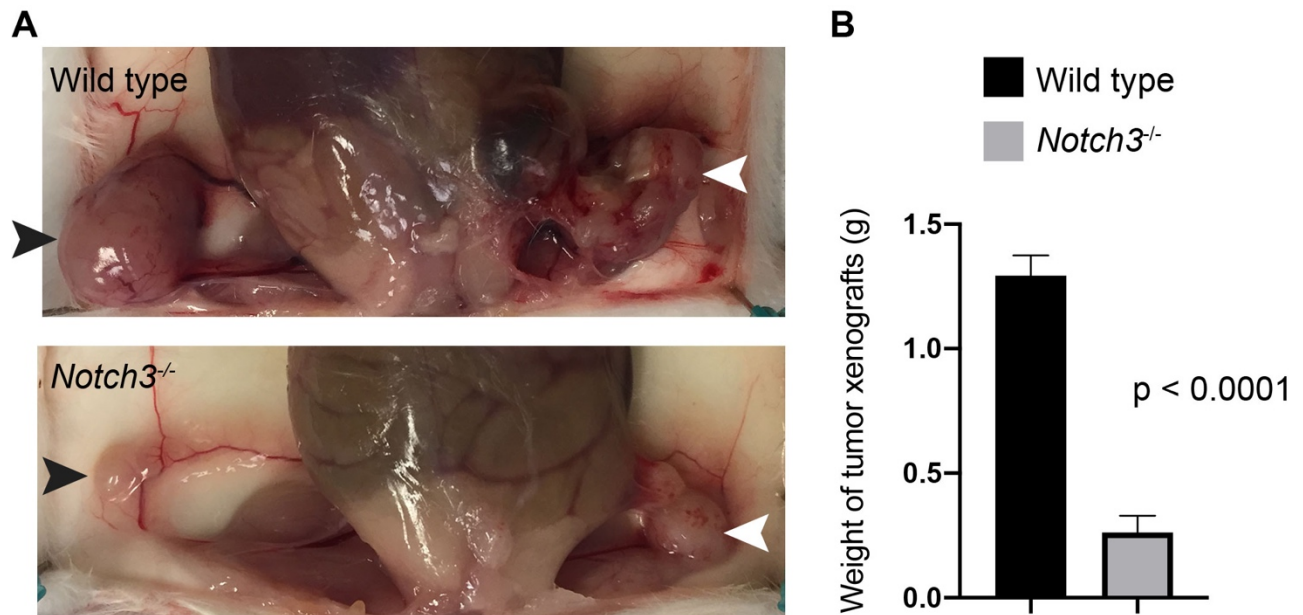 A
Wild type
Notch3-/-
B
Wild type
Notch3-/-
Weight of tumor xenografts (g)
1.5
1.0
0.5
0.0
p < 0.0001